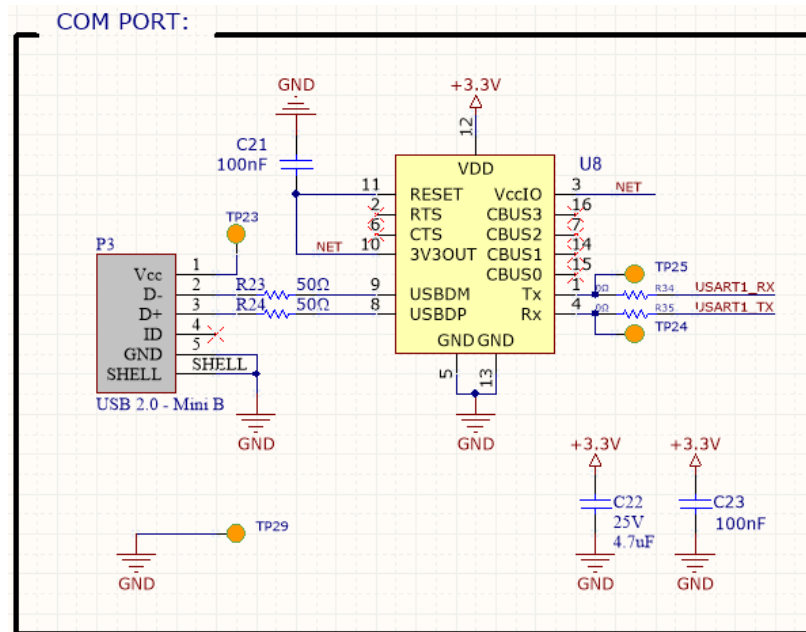 COM PORT:
GND
+3.3V
C21
100nF
12
VDD
U8
11
RESET
VccIO
3
NET
2
RTS
CBUS3
16
6
CTS
CBUS2
7
TP23
NET
10
3V3OUT
CBUS1
14
CBUS0
15
P3
TP25
Vcc
1
D-
2
R23
50Ω
9
USBDM
Tx
1
0Ω
R34
USART1_RX
D+
3
R24
50Ω
8
USBDP
Rx
4
0Ω
R35
USART1_TX
ID
4
TP24
GND
5
GND GND
SHELL
SHELL
5
13
USB 2.0 - Mini B
GND
GND
+3.3V
+3.3V
C22
25V
4.7uF
C23
100nF
TP29
GND
GND
GND